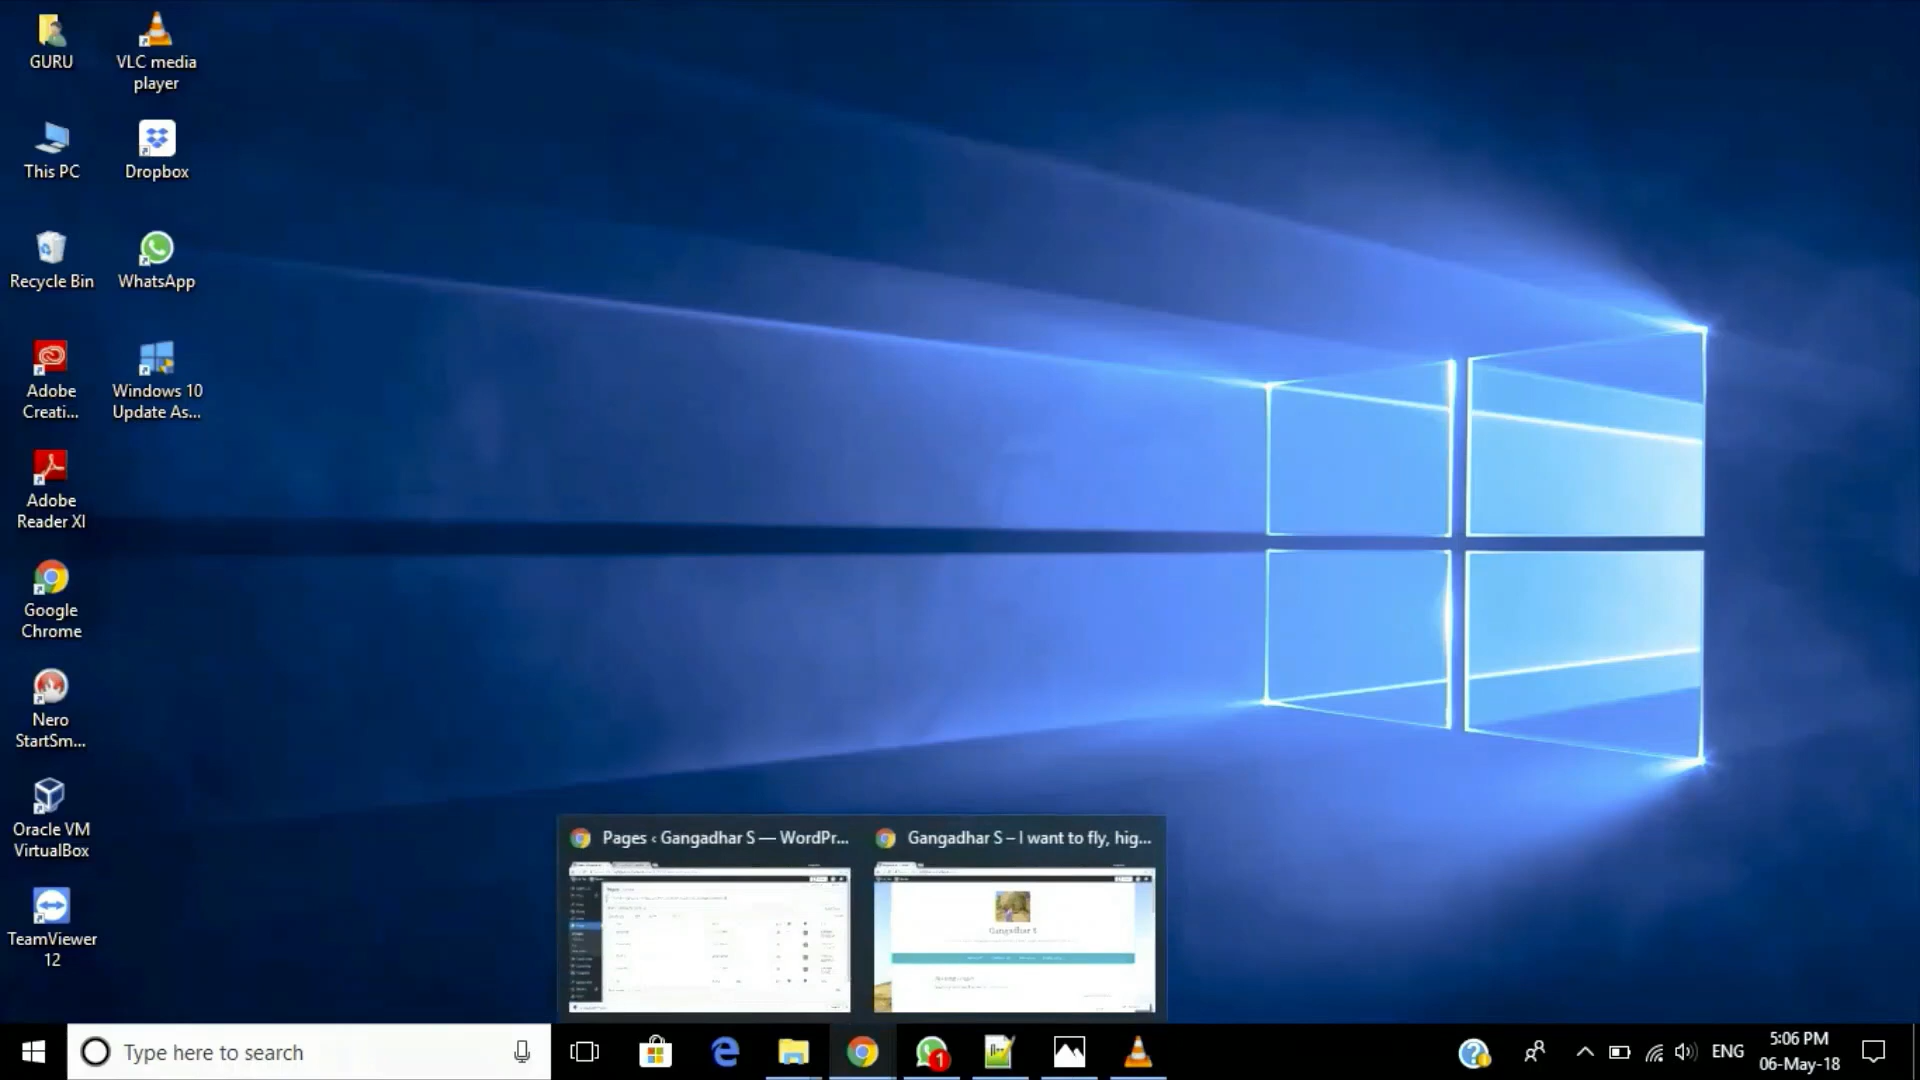 GURU
VLC media
player
This PC
Dropbox
Recycle Bin
WhatsApp
Adobe
Creati...
Windows 10
Update As...
Adobe
Reader XI
Google
Chrome
Nero
StartSm...
Oracle VM
VirtualBox
TeamViewer
12
Pages ‹ Gangadhar S — WordPr...
Gangadhar S – I want to fly, hig...
Gangadhar S
Type here to search
1
ENG
5:06 PM
06-May-18